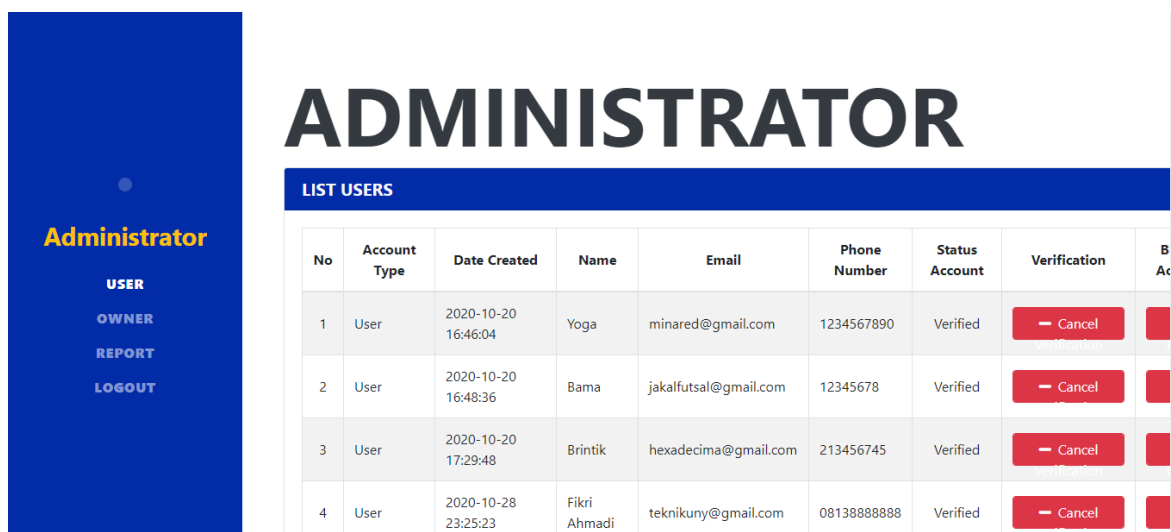 Administrator
USER
OWNER
REPORT
LOGOUT
ADMINISTRATOR
LIST USERS
No Account Type Date Created Name Email Phone Number Status Account Verification
1 User 2020-10-20 16:46:04 Yoga minared@gmail.com 1234567890 Verified Cancel Verification
2 User 2020-10-20 16:48:36 Bama jakalfutsal@gmail.com 12345678 Verified Cancel
3 User 2020-10-20 17:29:48 Brintik hexadecima@gmail.com 213456745 Verified Cancel Verification
4 User 2020-10-28 23:25:23 Fikri Ahmadi teknikuny@gmail.com 08138888888 Verified Cancel